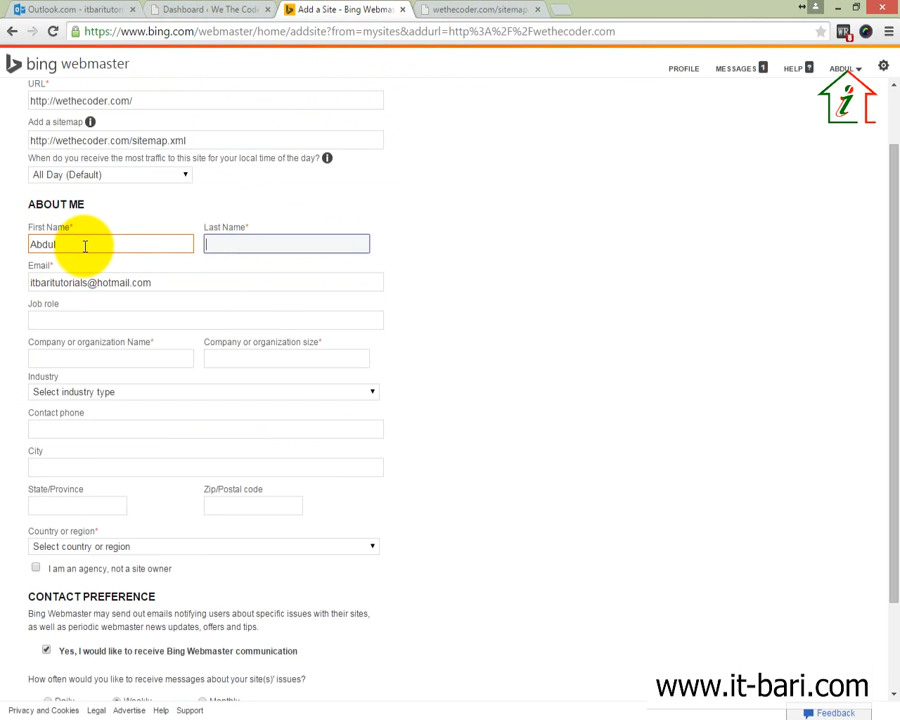 Outlook.com - itbaritutor
Dashboard ‹ We The Cod
Add a Site - Bing Webmas
wethecoder.com/sitemap
https://www.bing.com/webmaster/home/addsite?from=mysites&addurl=http%3A%2F%2Fwethecoder.com
bing webmaster
PROFILE MESSAGES 1 HELP ? ABDUL
URL*
http://wethecoder.com/
Add a sitemap
http://wethecoder.com/sitemap.xml
When do you receive the most traffic to this site for your local time of the day?
All Day (Default)
ABOUT ME
First Name* Last Name*
Abdul
Email*
itbaritutorials@hotmail.com
Job role
Company or organization Name* Company or organization size*
Industry
Select industry type
Contact phone
City
State/Province Zip/Postal code
Country or region*
Select country or region
I am an agency, not a site owner
CONTACT PREFERENCE
Bing Webmaster may send out emails notifying users about specific issues with their sites,
as well as periodic webmaster news updates, offers and tips.
Yes, I would like to receive Bing Webmaster communication
How often would you like to receive messages about your site(s)' issues?
Daily Weekly Monthly
www.it-bari.com
Privacy and Cookies Legal Advertise Help Support
Feedback